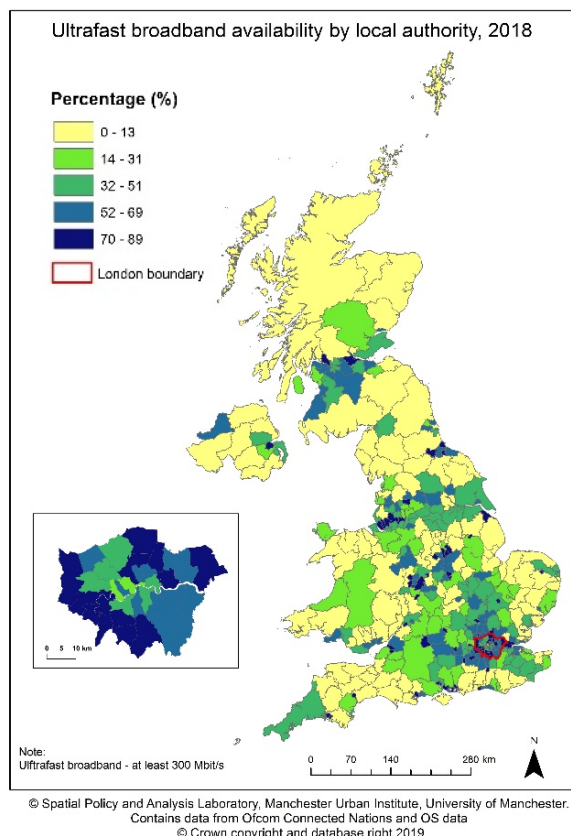 Ultrafast broadband availability by local authority, 2018
Percentage (%)
0 - 13
14 - 31
32 - 51
52 - 69
70 - 89
London boundary
0 5 10 km
Note:
Ulftrafast broadband - at least 300 Mbit/s
0 70 140 280 km
N
© Spatial Policy and Analysis Laboratory, Manchester Urban Institute, University of Manchester.
Contains data from Ofcom Connected Nations and OS data
© Crown copyright and database right 2019